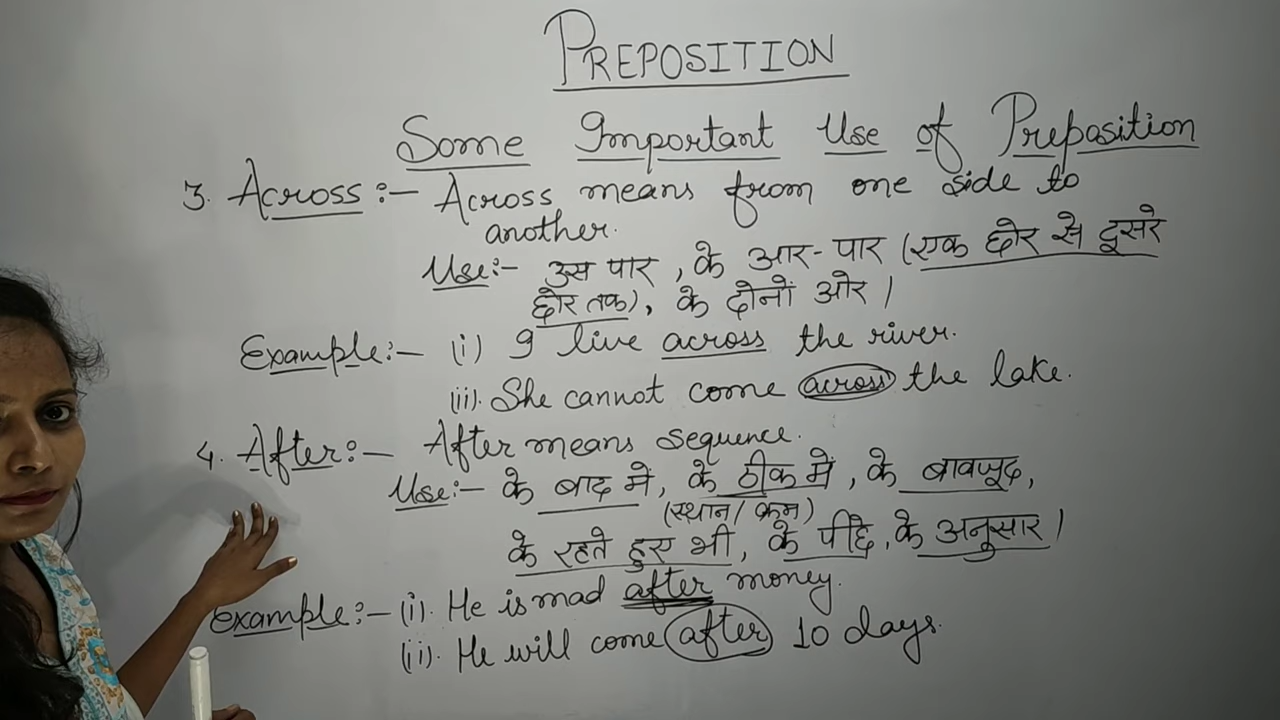 PREPOSITION
Some Important Use of Preposition
3. Across:- Across means from one side to
another.
Use:- उस पार, के आर-पार (एक छोर से दूसरे
छोर तक), के दोनों ओर।
Example:- (i) I live across the river.
(ii). She cannot come across the lake.
4. After:- After means sequence.
Use:- के बाद में, के ठीक में, के बावजूद,
(स्थान/क्रम)
के रहते हुए भी, के पीछे, के अनुसार।
Example:- (i). He is mad after money.
(ii). He will come after 10 days.